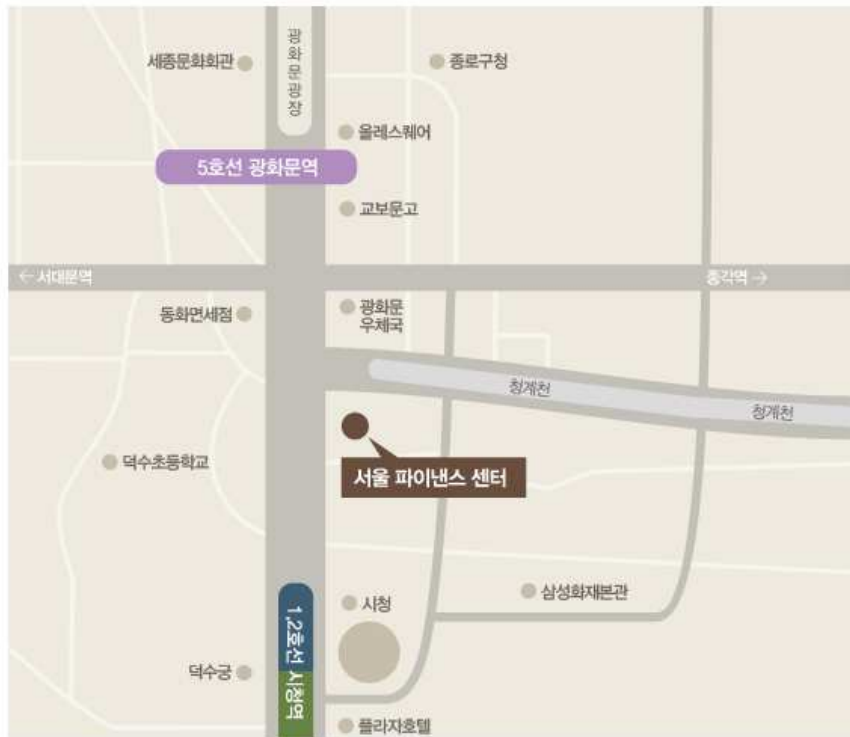 세종문화회관
광화문광장
종로구청
올레스퀘어
5호선 광화문역
교보문고
← 서대문역
종각역 →
동화면세점
광화문
우체국
청계천
청계천
덕수초등학교
서울 파이낸스 센터
시청
삼성화재본관
1,2호선 시청역
덕수궁
플라자호텔